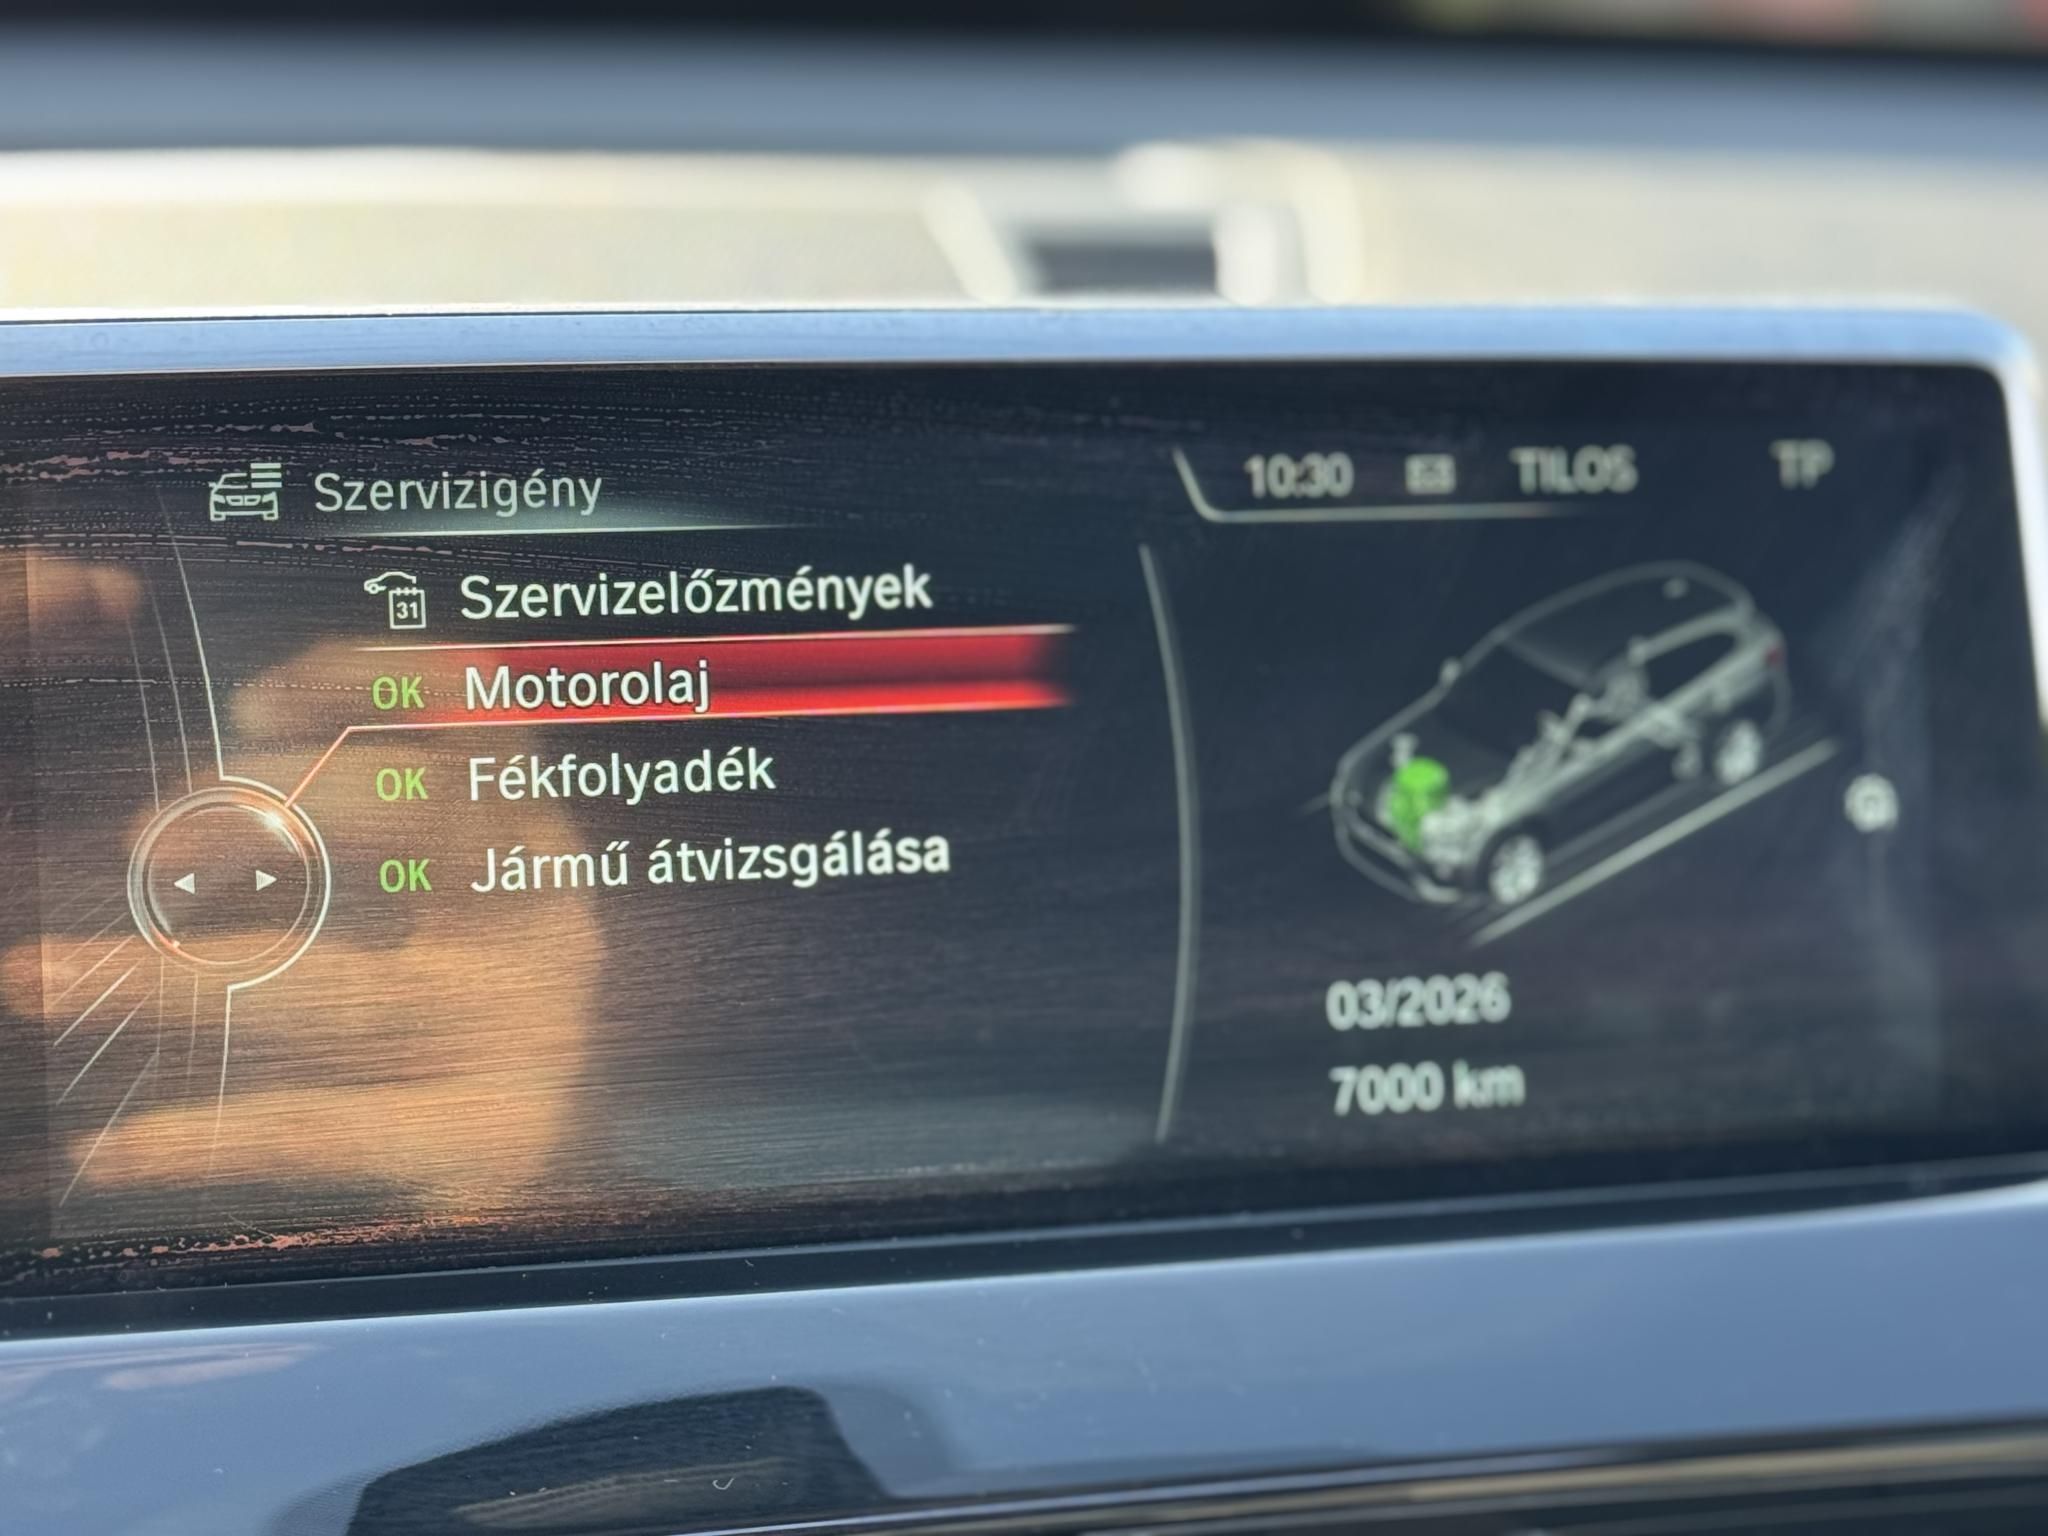 Szervizigény
10:30 TILOS TP
31 Szervizelőzmények
OK Motorolaj
OK Fékfolyadék
OK Jármű átvizsgálása
03/2026
7000 km